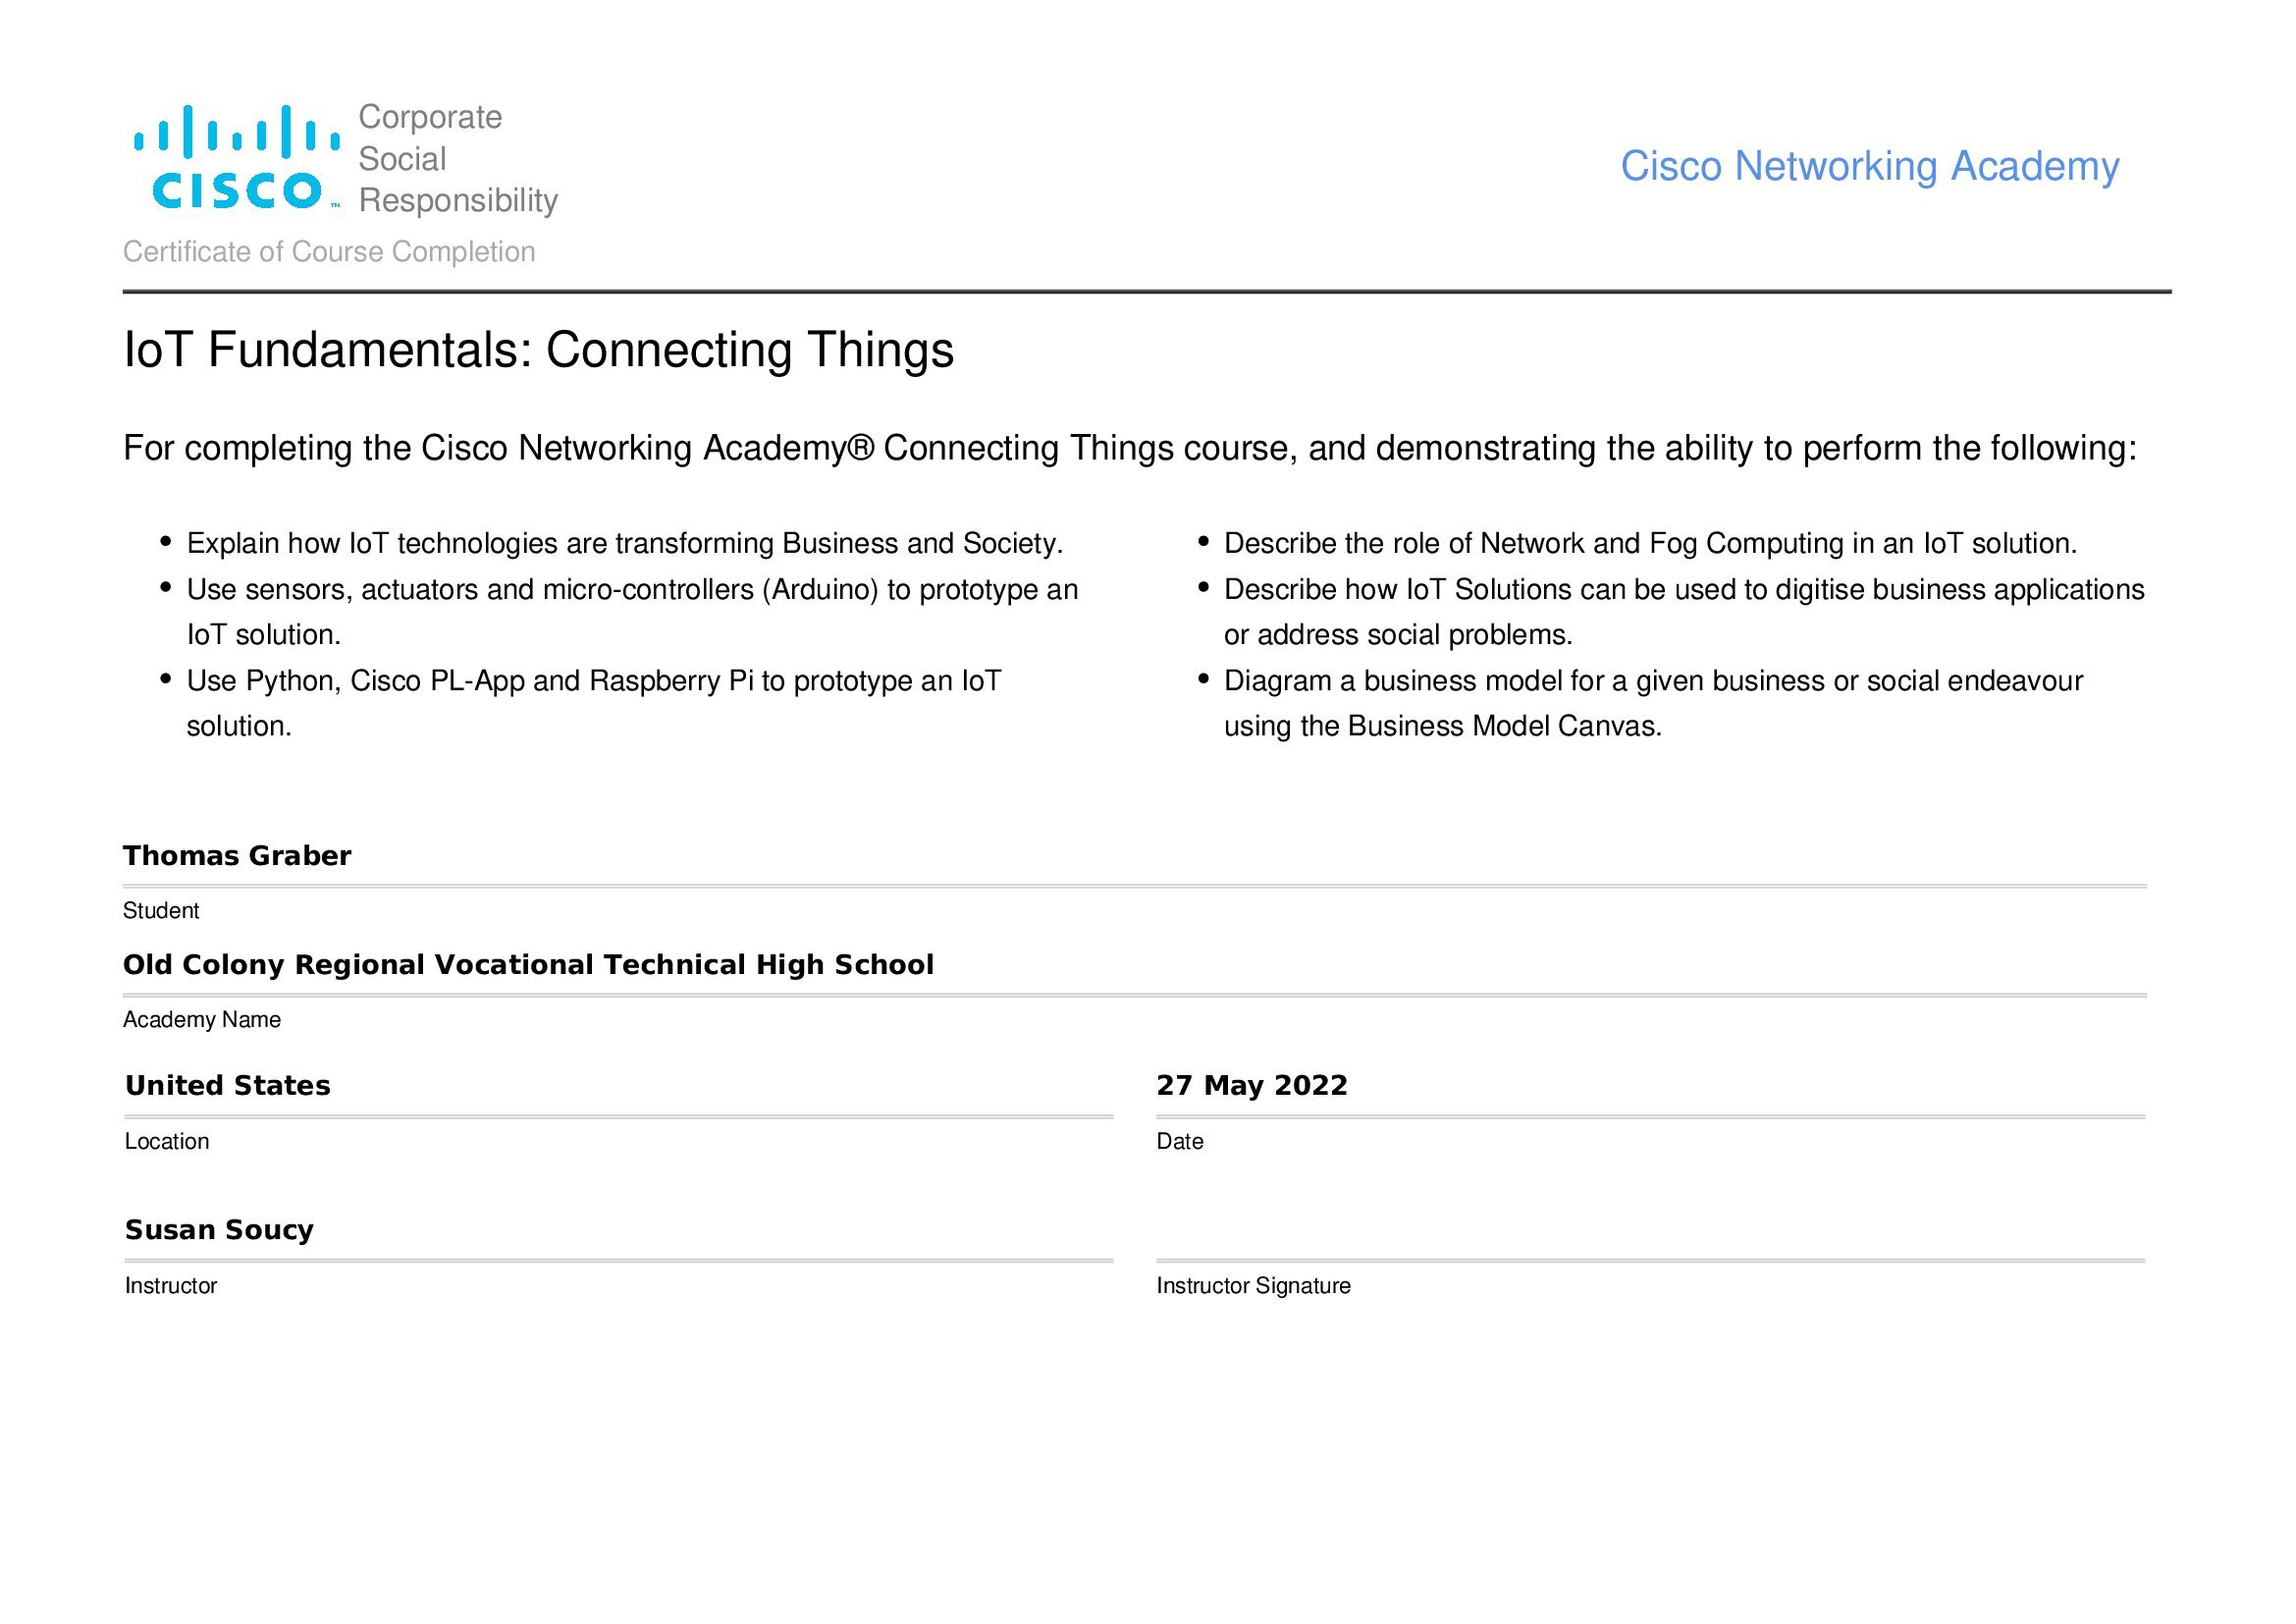 Corporate
Social
Responsibility
CISCO™
Cisco Networking Academy
Certificate of Course Completion
IoT Fundamentals: Connecting Things
For completing the Cisco Networking Academy® Connecting Things course, and demonstrating the ability to perform the following:
• Explain how IoT technologies are transforming Business and Society.
• Use sensors, actuators and micro-controllers (Arduino) to prototype an
IoT solution.
• Use Python, Cisco PL-App and Raspberry Pi to prototype an IoT
solution.
• Describe the role of Network and Fog Computing in an IoT solution.
• Describe how IoT Solutions can be used to digitise business applications
or address social problems.
• Diagram a business model for a given business or social endeavour
using the Business Model Canvas.
Thomas Graber
Student
Old Colony Regional Vocational Technical High School
Academy Name
United States
Location
27 May 2022
Date
Susan Soucy
Instructor
Instructor Signature